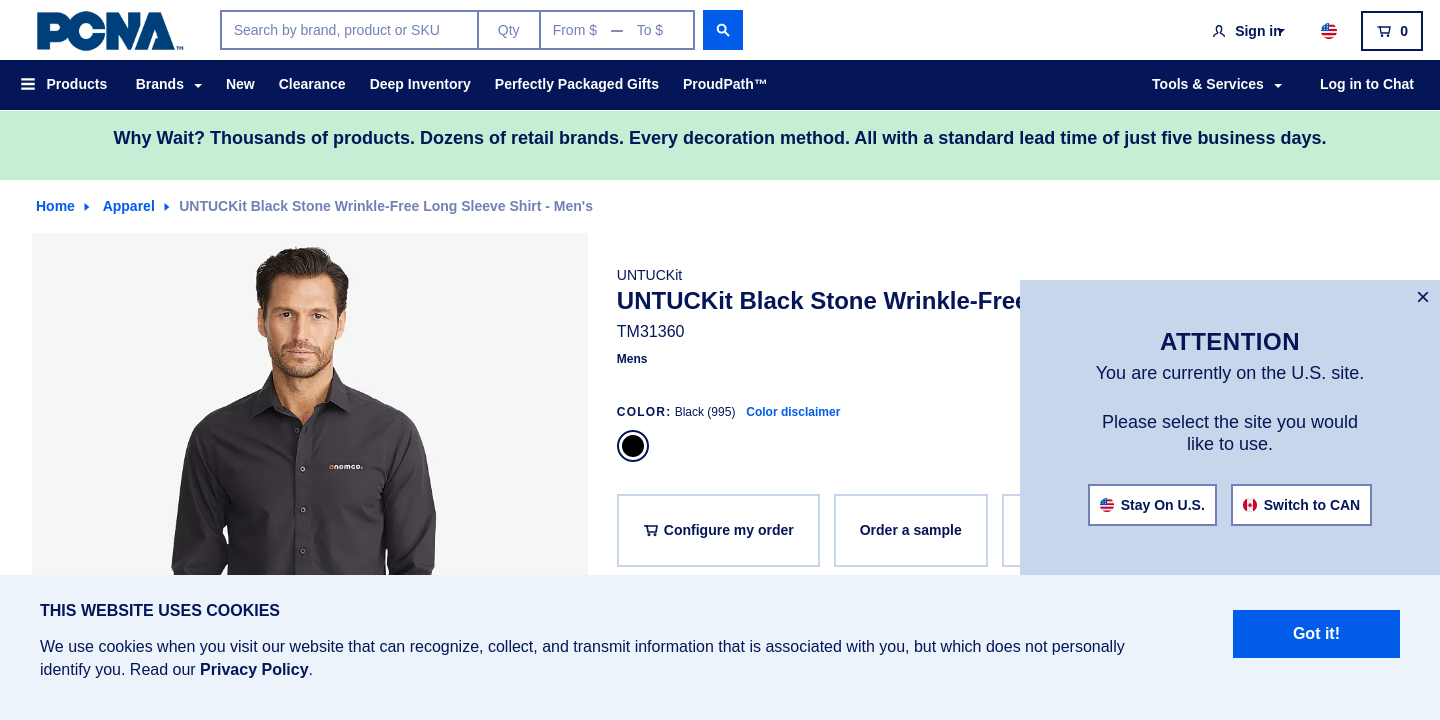 PCNA™
Search by brand, product or SKU
Qty
From $ — To $
Sign in
0
Products
Brands
New
Clearance
Deep Inventory
Perfectly Packaged Gifts
ProudPath™
Tools & Services
Log in to Chat
Why Wait? Thousands of products. Dozens of retail brands. Every decoration method. All with a standard lead time of just five business days.
Home
Apparel
UNTUCKit Black Stone Wrinkle-Free Long Sleeve Shirt - Men's
anomco.
UNTUCKit
UNTUCKit Black Stone Wrinkle-Free
TM31360
Mens
COLOR: Black (995) Color disclaimer
Configure my order
Order a sample
×
ATTENTION
You are currently on the U.S. site.
Please select the site you would
like to use.
Stay On U.S.
Switch to CAN
THIS WEBSITE USES COOKIES
We use cookies when you visit our website that can recognize, collect, and transmit information that is associated with you, but which does not personally
identify you. Read our Privacy Policy.
Got it!